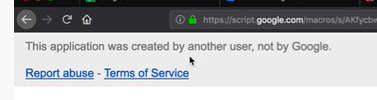 https://script.google.com/macros/s/AKfycbw
This application was created by another user, not by Google.
Report abuse - Terms of Service